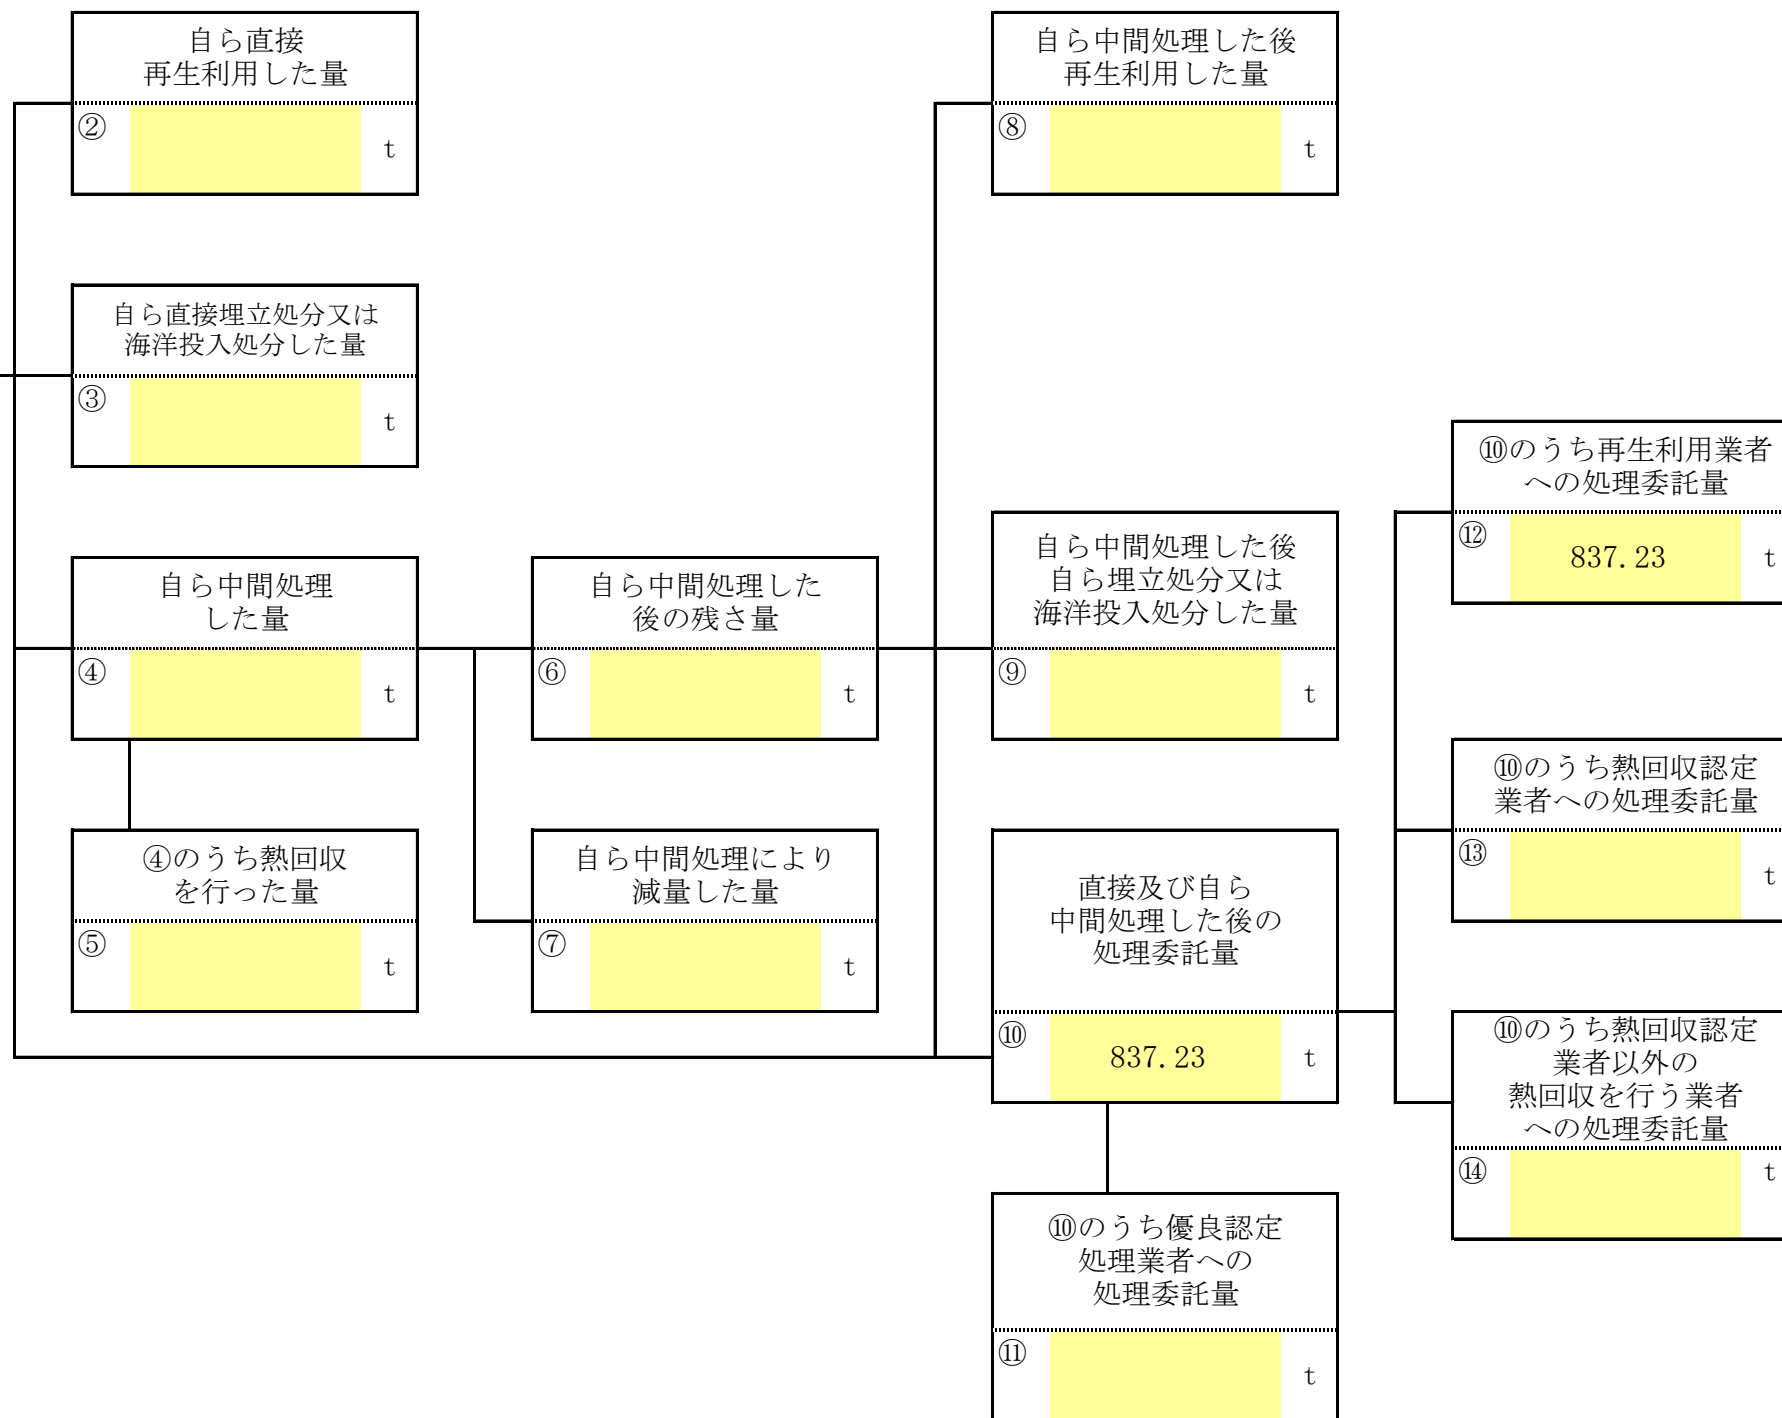 自ら直接
再生利用した量
②
t
自ら直接埋立処分又は
海洋投入処分した量
③
t
自ら中間処理
した量
④
t
④のうち熱回収
を行った量
⑤
t
自ら中間処理した
後の残さ量
⑥
t
自ら中間処理により
減量した量
⑦
t
自ら中間処理した後
再生利用した量
⑧
t
自ら中間処理した後
自ら埋立処分又は
海洋投入処分した量
⑨
t
直接及び自ら
中間処理した後の
処理委託量
⑩ 837.23 t
⑩のうち優良認定
処理業者への
処理委託量
⑪
t
⑩のうち再生利用業者
への処理委託量
⑫ 837.23 t
⑩のうち熱回収認定
業者への処理委託量
⑬
t
⑩のうち熱回収認定
業者以外の
熱回収を行う業者
への処理委託量
⑭
t